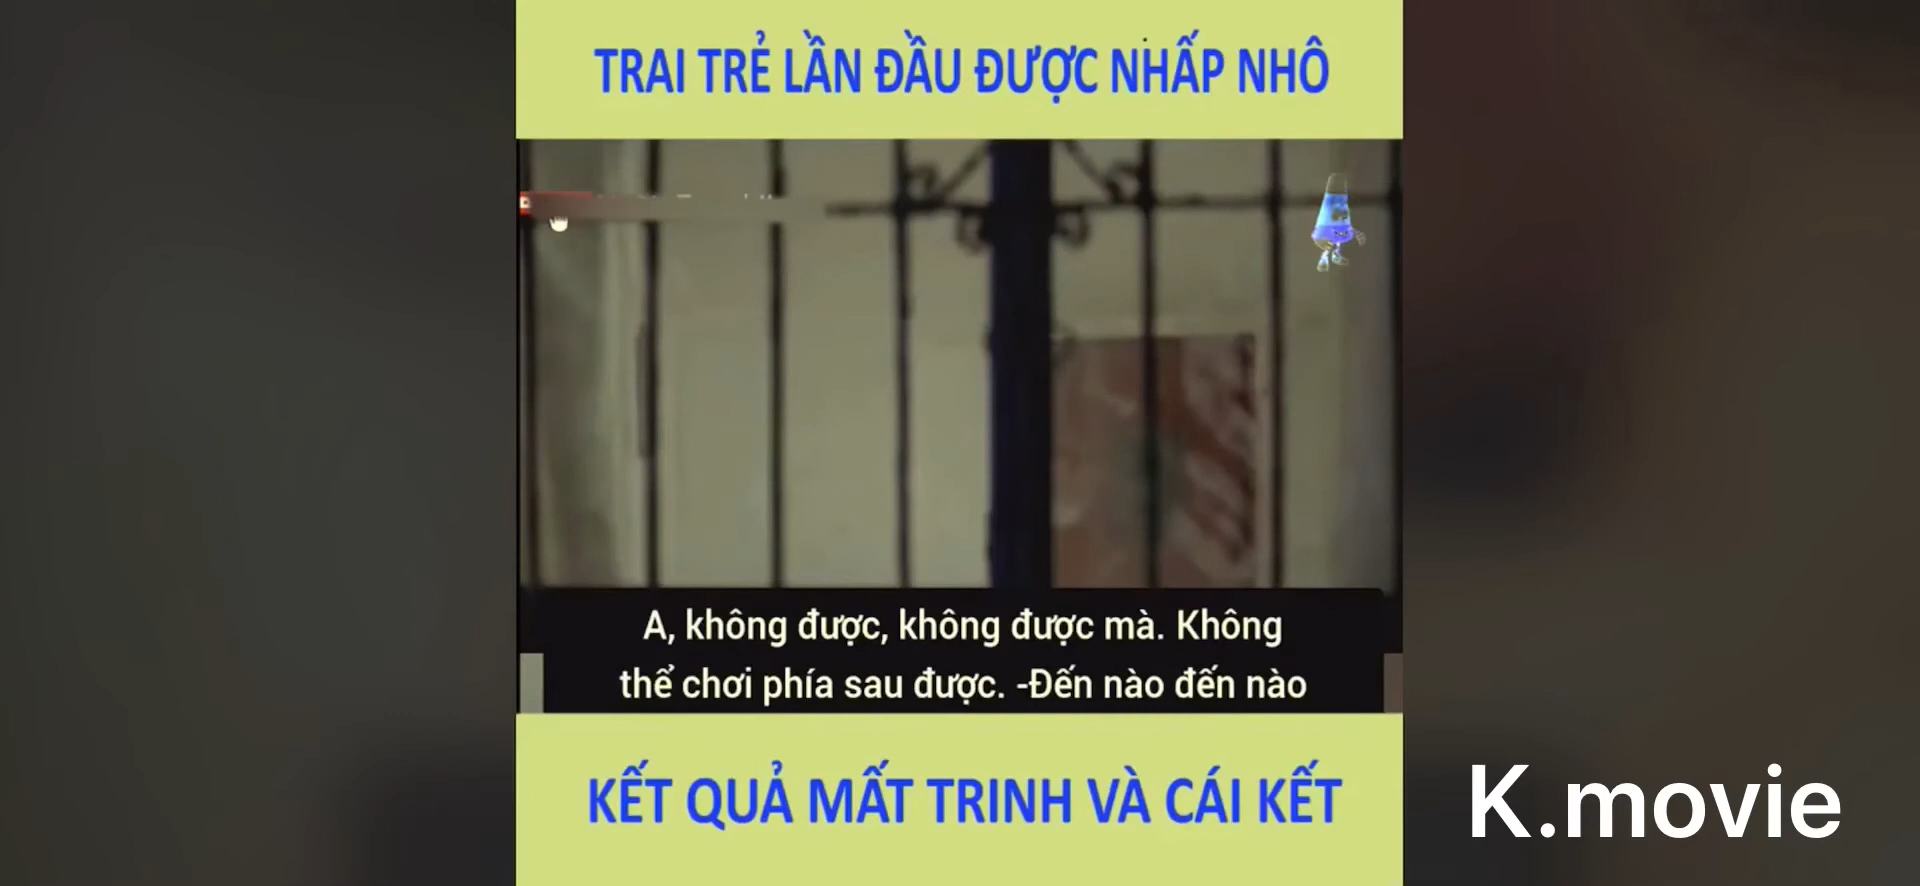 TRAI TRẺ LẦN ĐẦU ĐƯỢC NHẤP NHÔ
A, không được, không được mà. Không
thể chơi phía sau được. -Đến nào đến nào
KẾT QUẢ MẤT TRINH VÀ CÁI KẾT
K.movie